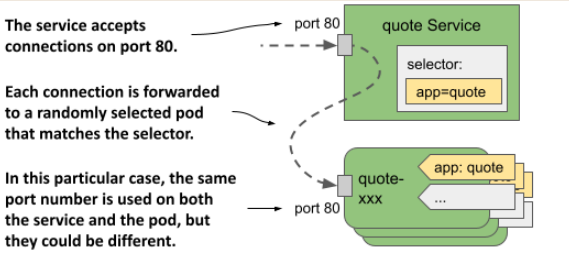 The service accepts
connections on port 80.
port 80
quote Service
selector:
app=quote
Each connection is forwarded
to a randomly selected pod
that matches the selector.
In this particular case, the same
port number is used on both
the service and the pod, but
they could be different.
port 80
quote-
xxx
app: quote
...